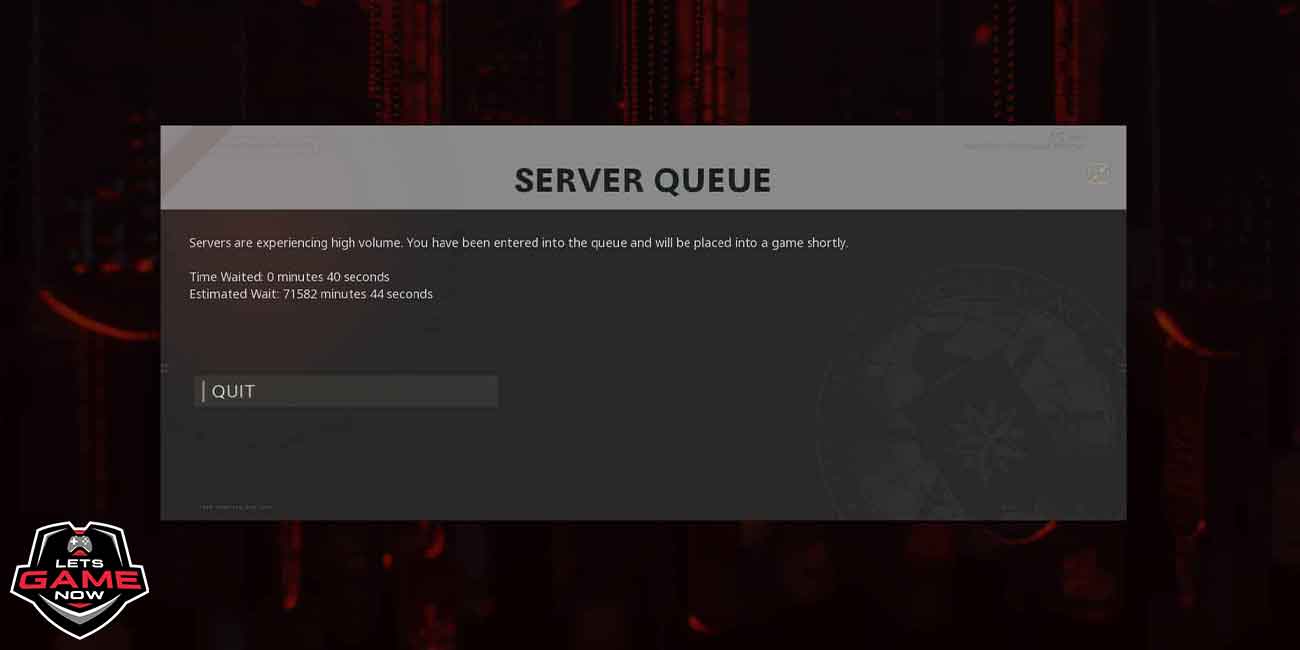 SERVER QUEUE
Servers are experiencing high volume. You have been entered into the queue and will be placed into a game shortly.
Time Waited: 0 minutes 40 seconds
Estimated Wait: 71582 minutes 44 seconds
QUIT
LETS
GAME
NOW